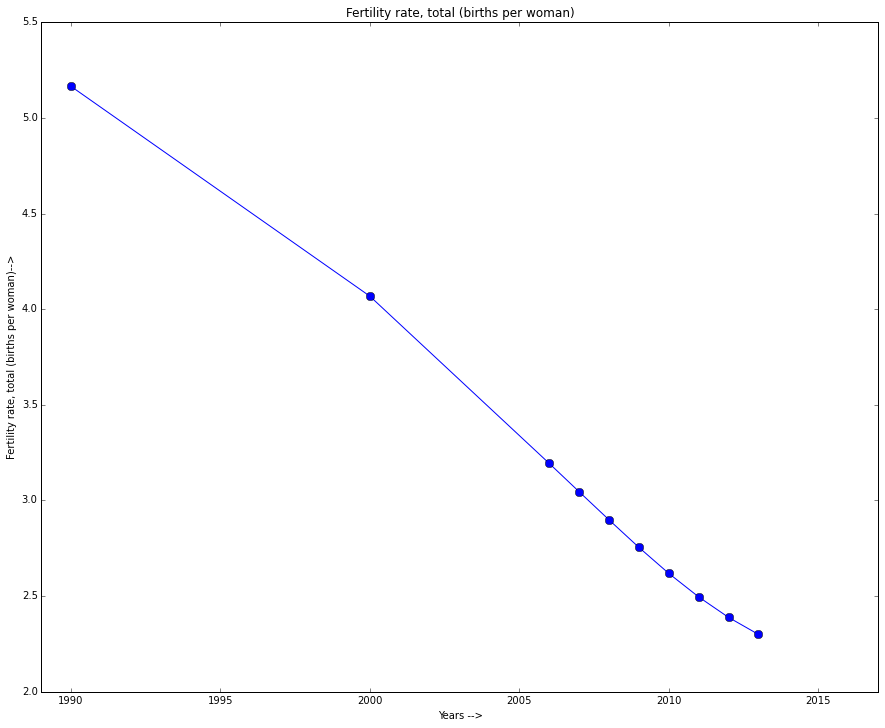 Fertility rate, total (births per woman)
5.5
5.0
4.5
4.0
3.5
3.0
2.5
2.0
Fertility rate, total (births per woman)-->
1990 1995 2000 2005 2010 2015
Years -->